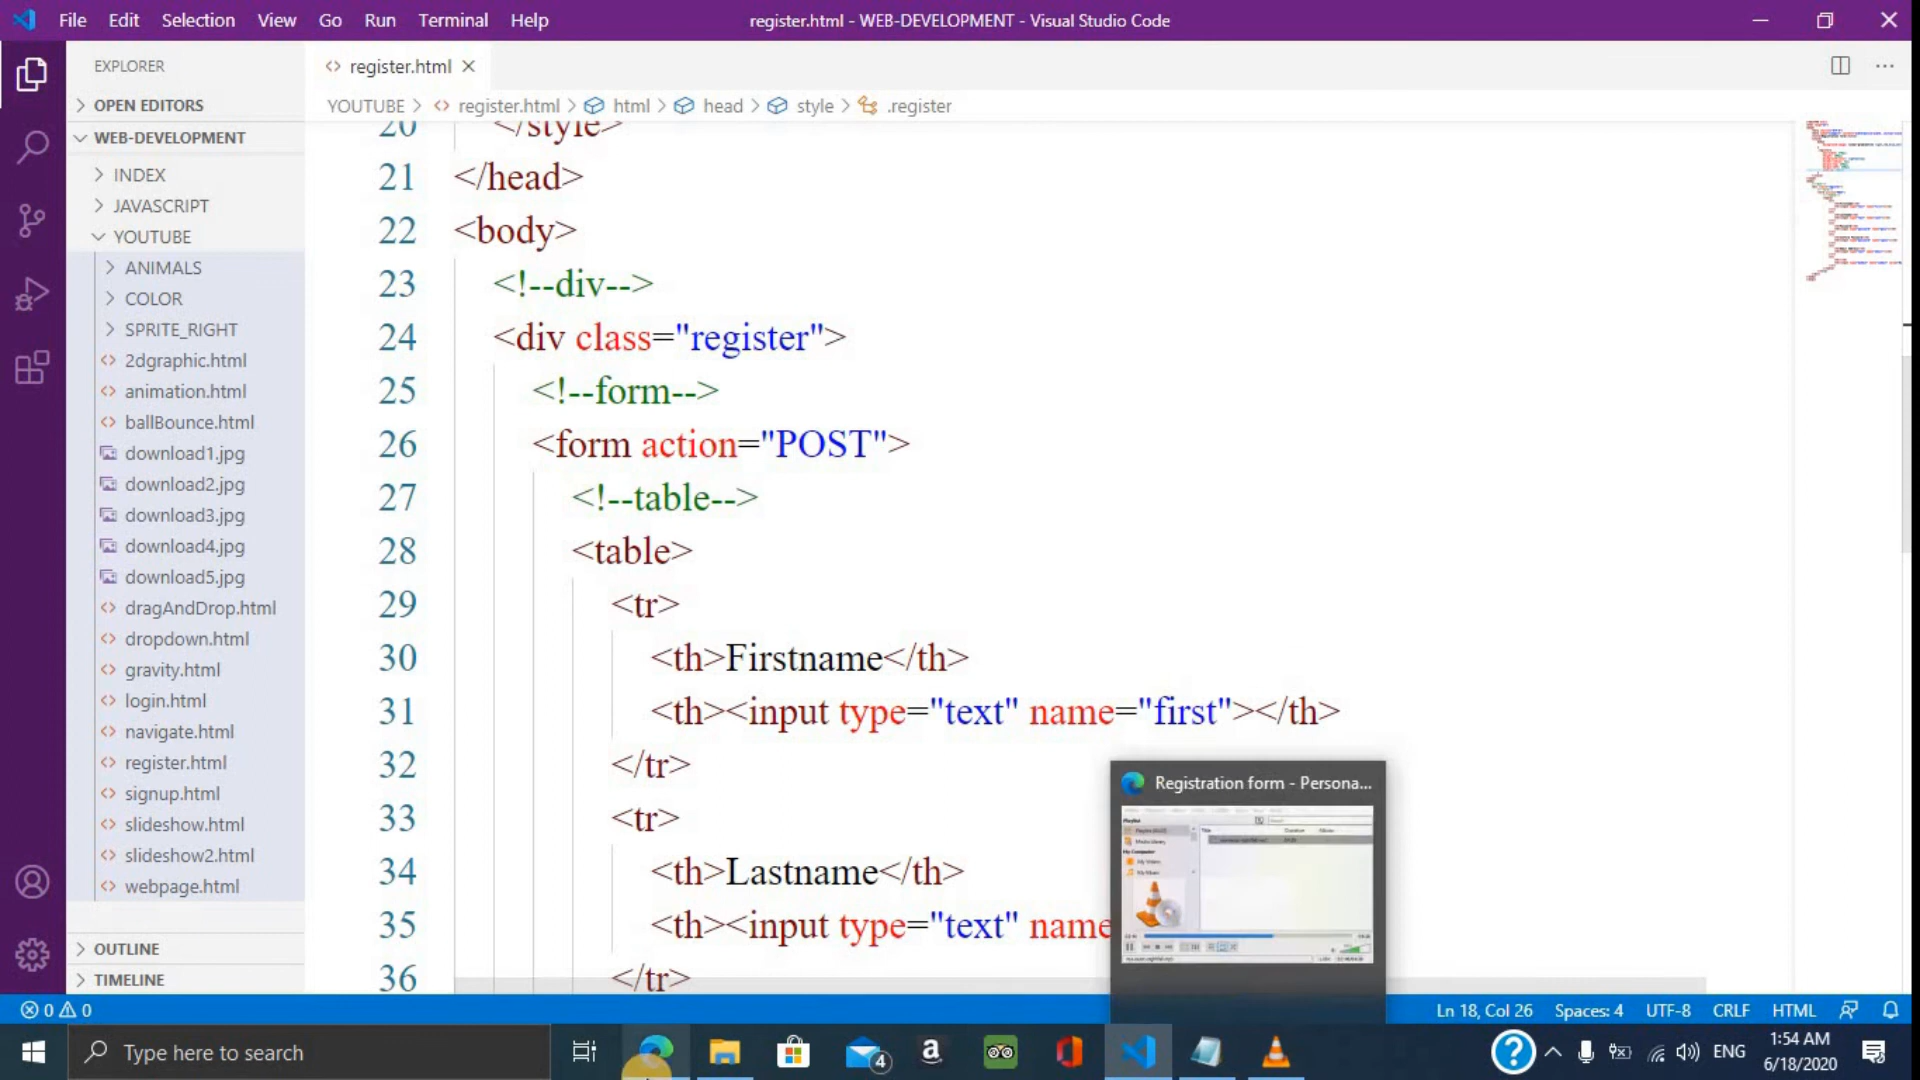 File Edit Selection View Go Run Terminal Help register.html - WEB-DEVELOPMENT - Visual Studio Code
EXPLORER
register.html
OPEN EDITORS
YOUTUBE > register.html > html > head > style > .register
WEB-DEVELOPMENT
INDEX
JAVASCRIPT
YOUTUBE
ANIMALS
COLOR
SPRITE_RIGHT
2dgraphic.html
animation.html
ballBounce.html
download1.jpg
download2.jpg
download3.jpg
download4.jpg
download5.jpg
dragAndDrop.html
dropdown.html
gravity.html
login.html
navigate.html
register.html
signup.html
slideshow.html
slideshow2.html
webpage.html
OUTLINE
TIMELINE
20 </style>
21 </head>
22 <body>
23 <!--div-->
24 <div class="register">
25 <!--form-->
26 <form action="POST">
27 <!--table-->
28 <table>
29 <tr>
30 <th>Firstname</th>
31 <th><input type="text" name="first"></th>
32 </tr>
33 <tr>
34 <th>Lastname</th>
35 <th><input type="text" name
36 </tr>
Registration form - Persona...
0 0 Ln 18, Col 26 Spaces: 4 UTF-8 CRLF HTML
Type here to search
4
ENG
1:54 AM
6/18/2020